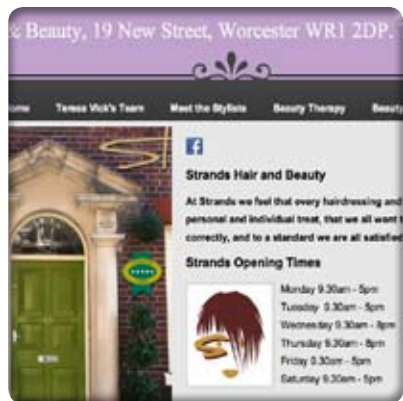 & Beauty, 19 New Street, Worcester WR1 2DP.
Home Teresa Vick's Team Meet the Stylists Beauty Therapy Beauty
Strands Hair and Beauty
At Strands we feel that every hairdressing and
personal and individual treat, that we all want
correctly, and to a standard we are all satisfied
Strands Opening Times
Monday 9.30am - 5pm
Tuesday 9.30am - 5pm
Wednesday 9.30am - 8pm
Thursday 9.30am - 8pm
Friday 9.30am - 5pm
Saturday 9.30am - 5pm